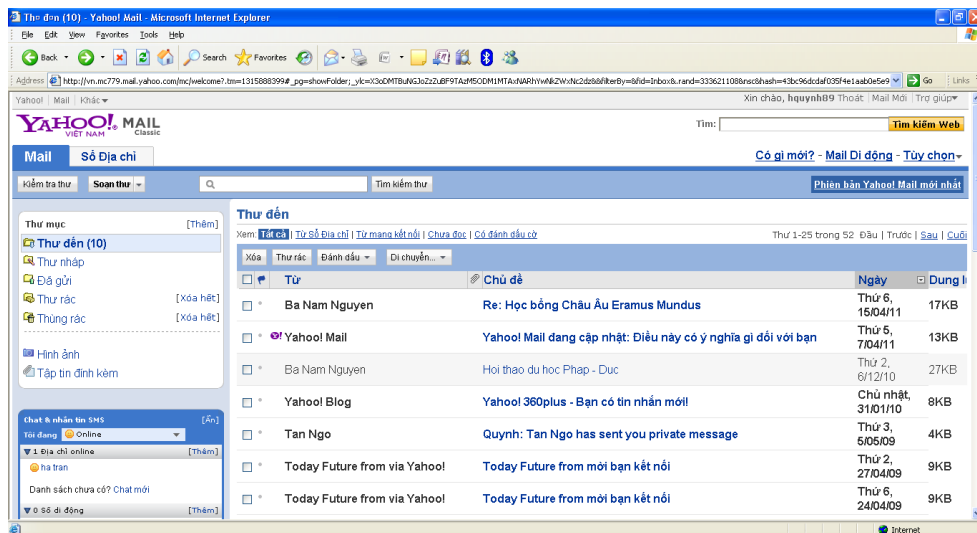 Thư đến (10) - Yahoo! Mail - Microsoft Internet Explorer
File Edit View Favorites Tools Help
Back Search Favorites
Address http://vn.mc779.mail.yahoo.com/mc/welcome?. Go Links
Yahoo! Mail Khác Xin chào, hquynh89 Thoát Mail Mới Trợ giúp
YAHOO! MAIL
VIỆT NAM Classic
Tìm: Tìm kiếm Web
Mail Sổ Địa chỉ Có gì mới? - Mail Di động - Tùy chọn
Kiểm tra thư Soạn thư Tìm kiếm thư Phiên bản Yahoo! Mail mới nhất
Thư mục [Thêm]
Thư đến (10)
Thư nháp
Đã gửi
Thư rác [Xóa hết]
Thùng rác [Xóa hết]
Hình ảnh
Tập tin đính kèm
Chat & nhắn tin SMS [Ẩn]
Tôi đang Online
1 Địa chỉ online [Thêm]
ha tran
Danh sách chưa có? Chat mới
0 Số di động [Thêm]
Thư đến
Xem: Tất cả | Từ Sổ Địa chỉ | Từ mạng kết nối | Chưa đọc | Có đánh dấu cờ Thư 1-25 trong 52 Đầu | Trước | Sau | Cuối
Xóa Thư rác Đánh dấu Di chuyển...
Từ Chủ đề Ngày Dung l
Ba Nam Nguyen Re: Học bổng Châu Âu Eramus Mundus Thứ 6, 15/04/11 17KB
Yahoo! Mail Yahoo! Mail đang cập nhật: Điều này có ý nghĩa gì đối với bạn Thứ 5, 7/04/11 13KB
Ba Nam Nguyen Hoi thao du hoc Phap - Duc Thứ 2, 6/12/10 27KB
Yahoo! Blog Yahoo! 360plus - Bạn có tin nhắn mới! Chủ nhật, 31/01/10 8KB
Tan Ngo Quynh: Tan Ngo has sent you private message Thứ 3, 5/05/09 4KB
Today Future from via Yahoo! Today Future from mời bạn kết nối Thứ 2, 27/04/09 9KB
Today Future from via Yahoo! Today Future from mời bạn kết nối Thứ 6, 24/04/09 9KB
Internet